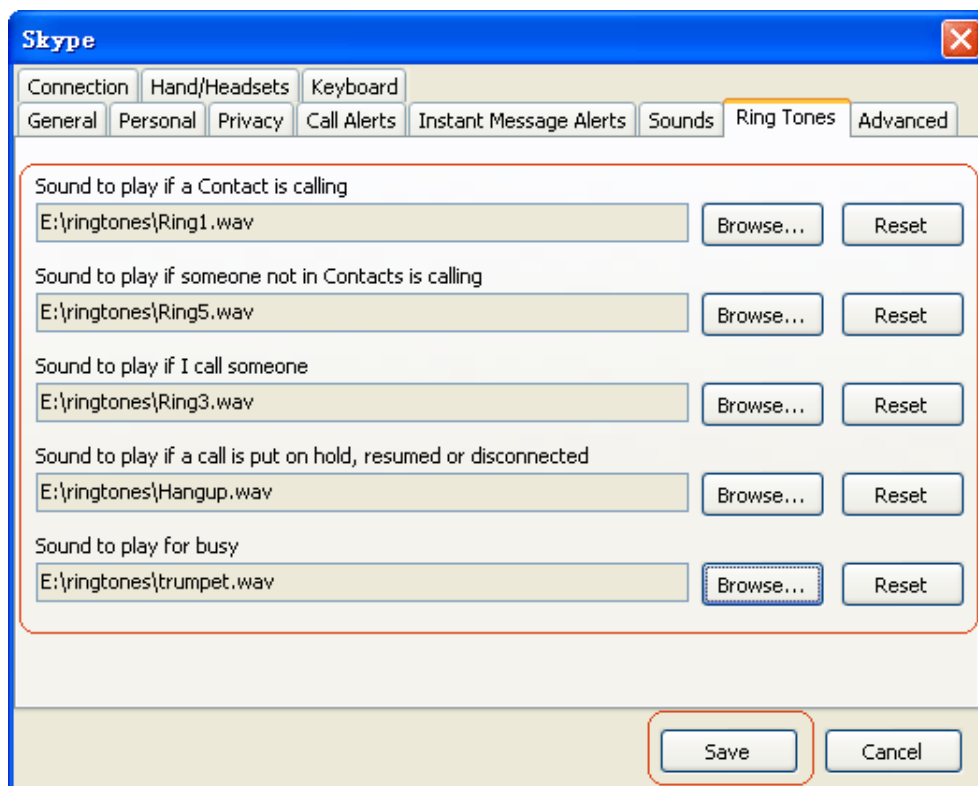 Skype
Connection Hand/Headsets Keyboard
General Personal Privacy Call Alerts Instant Message Alerts Sounds Ring Tones Advanced
Sound to play if a Contact is calling
E:\ringtones\Ring1.wav Browse... Reset
Sound to play if someone not in Contacts is calling
E:\ringtones\Ring5.wav Browse... Reset
Sound to play if I call someone
E:\ringtones\Ring3.wav Browse... Reset
Sound to play if a call is put on hold, resumed or disconnected
E:\ringtones\Hangup.wav Browse... Reset
Sound to play for busy
E:\ringtones\trumpet.wav Browse... Reset
Save Cancel